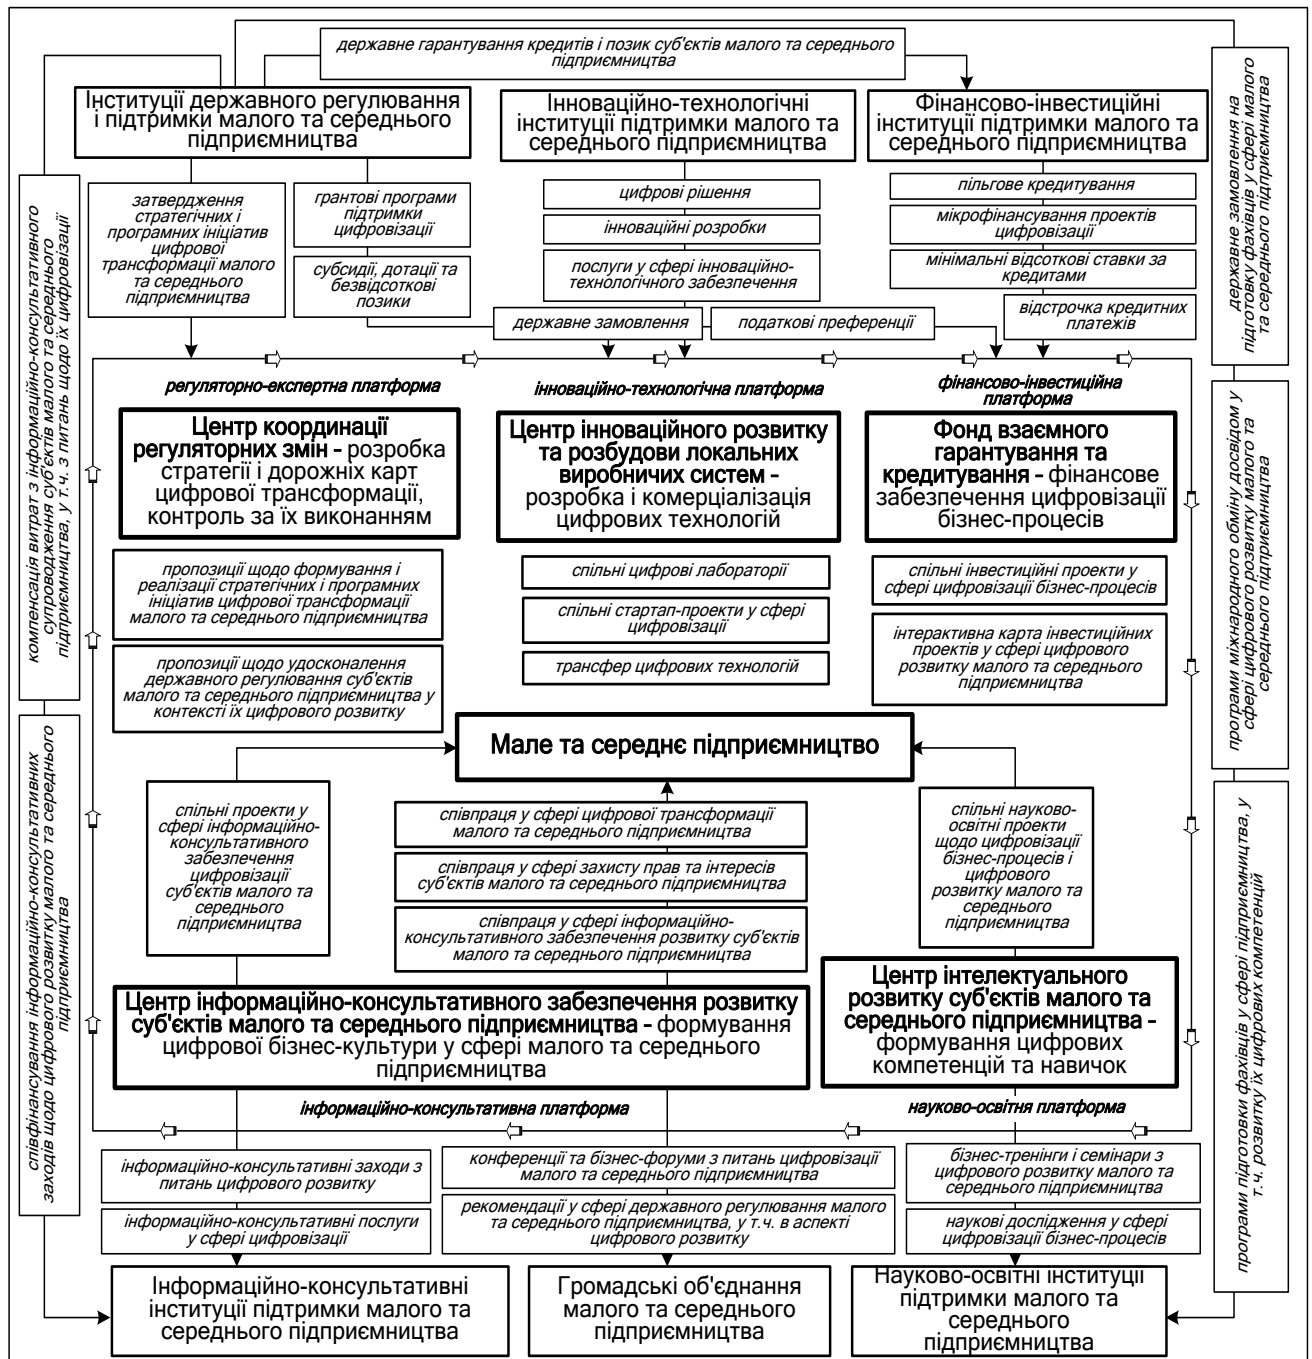 державне гарантування кредитів і позик суб'єктів малого та середнього
підприємництва
Інституції державного регулювання
і підтримки малого та середнього
підприємництва
Інноваційно-технологічні
інституції підтримки малого та
середнього підприємництва
Фінансово-інвестиційні
інституції підтримки малого та
середнього підприємництва
державне замовлення на
підготовку фахівців у сфері малого
та середнього підприємництва
компенсація витрат з інформаційно-консультативного
супроводження суб'єктів малого та середнього
підприємництва, у т.ч. з питань щодо їх цифровізації
затвердження
стратегічних і
програмних ініціатив
цифрової
трансформації малого
та середнього
підприємництва
грантові програми
підтримки
цифровізації
субсидії, дотації та
безвідсоткові
позики
цифрові рішення
інноваційні розробки
послуги у сфері інноваційно-
технологічного забезпечення
пільгове кредитування
мікрофінансування проектів
цифровізації
мінімальні відсоткові ставки за
кредитами
державне замовлення
податкові преференції
відстрочка кредитних
платежів
регуляторно-експертна платформа
інноваційно-технологічна платформа
фінансово-інвестиційна
платформа
Центр координації
регуляторних змін - розробка
стратегії і дорожніх карт
цифрової трансформації,
контроль за їх виконанням
Центр інноваційного розвитку
та розбудови локальних
виробничих систем -
розробка і комерціалізація
цифрових технологій
Фонд взаємного
гарантування та
кредитування - фінансове
забезпечення цифровізації
бізнес-процесів
програми міжнародного обміну досвідом у
сфері цифрового розвитку малого та
середнього підприємництва
пропозиції щодо формування і
реалізації стратегічних і програмних
ініціатив цифрової трансформації
малого та середнього підприємництва
пропозиції щодо удосконалення
державного регулювання суб'єктів
малого та середнього підприємництва у
контексті їх цифрового розвитку
спільні цифрові лабораторії
спільні стартап-проекти у сфері
цифровізації
трансфер цифрових технологій
спільні інвестиційні проекти у
сфері цифровізації бізнес-процесів
інтерактивна карта інвестиційних
проектів у сфері цифрового
розвитку малого та середнього
підприємництва
Мале та середнє підприємництво
співфінансування інформаційно-консультативних
заходів щодо цифрового розвитку малого та середнього
підприємництва
спільні проекти у
сфері інформаційно-
консультативного
забезпечення
цифровізації
суб'єктів малого та
середнього
підприємництва
співпраця у сфері цифрової трансформації
малого та середнього підприємництва
співпраця у сфері захисту прав та інтересів
суб'єктів малого та середнього підприємництва
співпраця у сфері інформаційно-
консультативного забезпечення розвитку суб'єктів
малого та середнього підприємництва
спільні науково-
освітні проекти
щодо цифровізації
бізнес-процесів і
цифрового
розвитку малого та
середнього
підприємництва
програми підготовки фахівців у сфері підприємництва, у
т.ч. розвитку їх цифрових компетенцій
Центр інформаційно-консультативного забезпечення розвитку
суб'єктів малого та середнього підприємництва - формування
цифрової бізнес-культури у сфері малого та середнього
підприємництва
Центр інтелектуального
розвитку суб'єктів малого та
середнього підприємництва -
формування цифрових
компетенцій та навичок
інформаційно-консультативна платформа
науково-освітня платформа
інформаційно-консультативні заходи з
питань цифрового розвитку
інформаційно-консультативні послуги
у сфері цифровізації
конференції та бізнес-форуми з питань цифровізації
малого та середнього підприємництва
рекомендації у сфері державного регулювання малого
та середнього підприємництва, у т.ч. в аспекті
цифрового розвитку
бізнес-тренінги і семінари з
цифрового розвитку малого та
середнього підприємництва
наукові дослідження у сфері
цифровізації бізнес-процесів
Інформаційно-консультативні
інституції підтримки малого та
середнього підприємництва
Громадські об'єднання
малого та середнього
підприємництва
Науково-освітні інституції
підтримки малого та
середнього
підприємництва